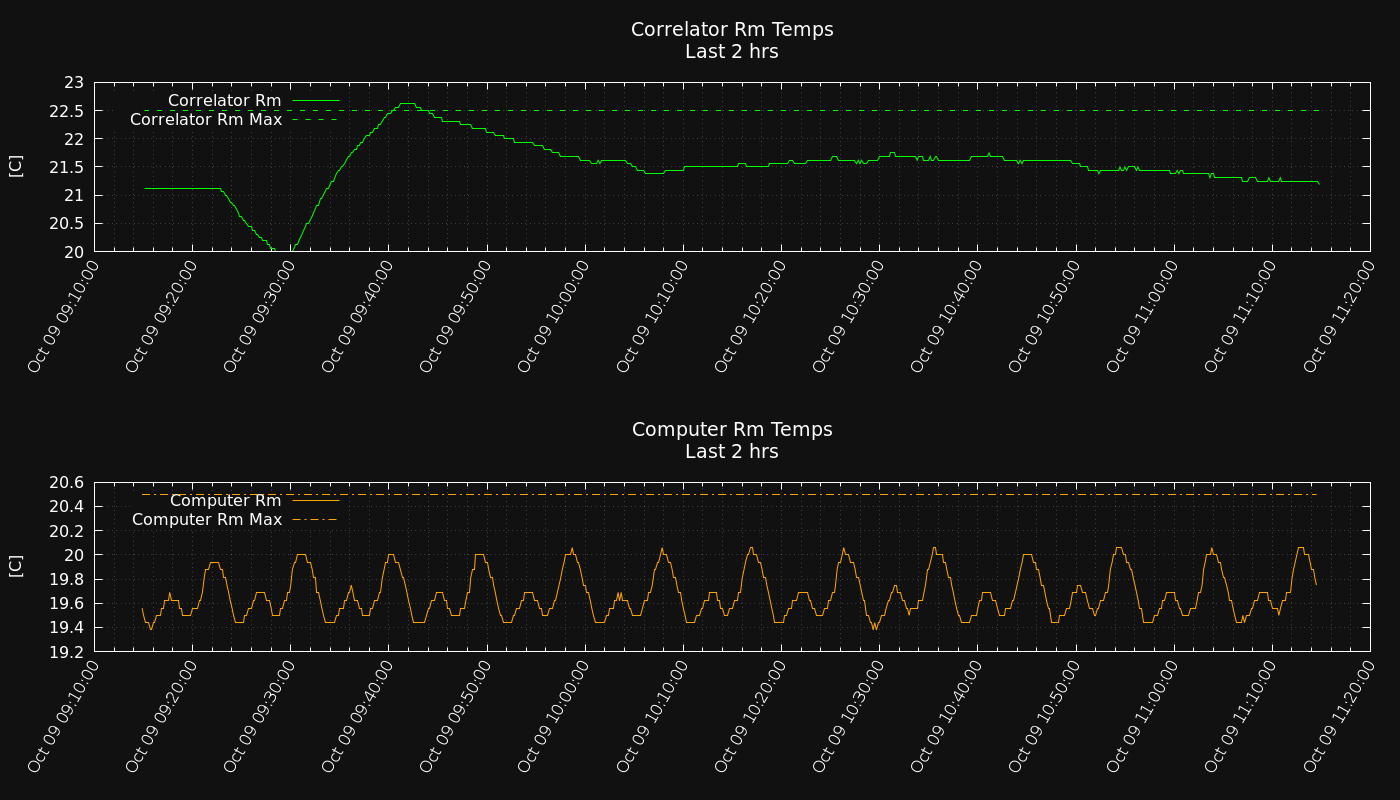 Correlator Rm Temps
Last 2 hrs
23
22.5
22
21.5
21
20.5
20
[C]
Correlator Rm
Correlator Rm Max
Oct 09 09:10:00
Oct 09 09:20:00
Oct 09 09:30:00
Oct 09 09:40:00
Oct 09 09:50:00
Oct 09 10:00:00
Oct 09 10:10:00
Oct 09 10:20:00
Oct 09 10:30:00
Oct 09 10:40:00
Oct 09 10:50:00
Oct 09 11:00:00
Oct 09 11:10:00
Oct 09 11:20:00
Computer Rm Temps
Last 2 hrs
20.6
20.4
20.2
20
19.8
19.6
19.4
19.2
[C]
Computer Rm
Computer Rm Max
Oct 09 09:10:00
Oct 09 09:20:00
Oct 09 09:30:00
Oct 09 09:40:00
Oct 09 09:50:00
Oct 09 10:00:00
Oct 09 10:10:00
Oct 09 10:20:00
Oct 09 10:30:00
Oct 09 10:40:00
Oct 09 10:50:00
Oct 09 11:00:00
Oct 09 11:10:00
Oct 09 11:20:00